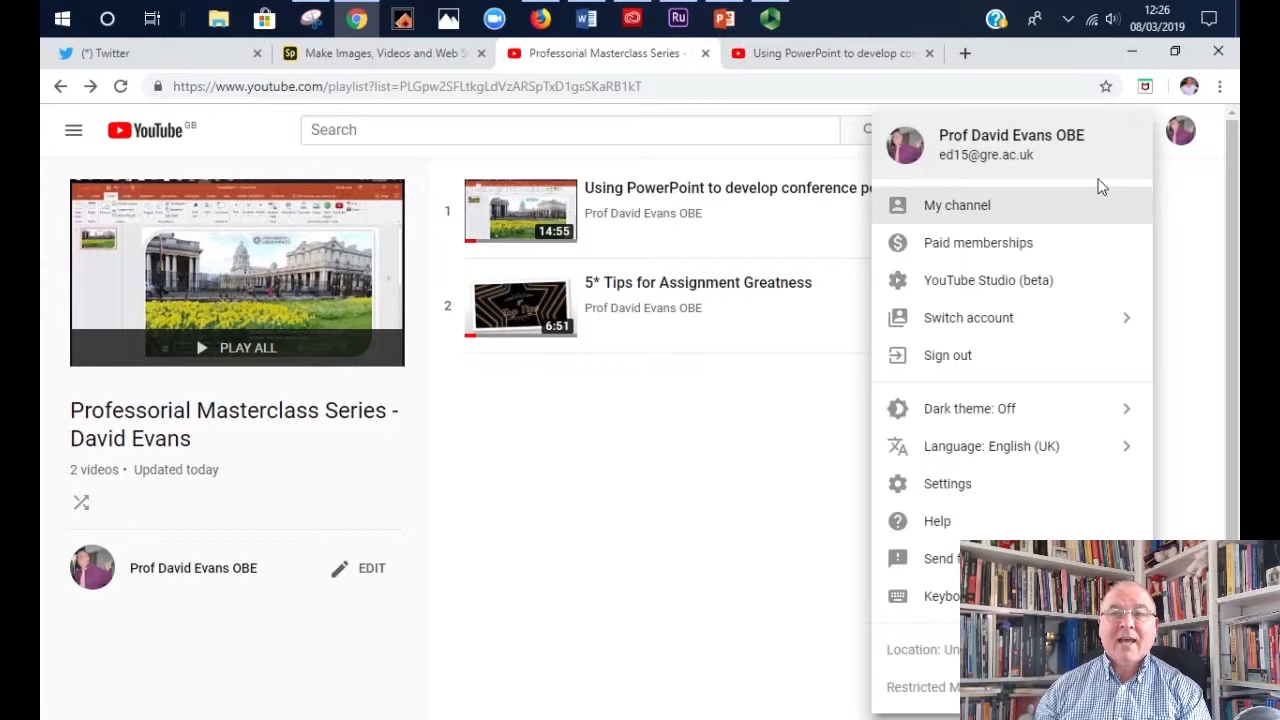 12:26
08/03/2019
(*) Twitter
Make Images, Videos and Web S
Professorial Masterclass Series -
Using PowerPoint to develop con
https://www.youtube.com/playlist?list=PLGpw2SFLtkgLdVzARSpTxD1gsSKaRB1kT
YouTube GB
Search
Prof David Evans OBE
ed15@gre.ac.uk
1
Using PowerPoint to develop conference p
Prof David Evans OBE
14:55
2
5* Tips for Assignment Greatness
Prof David Evans OBE
6:51
PLAY ALL
Professorial Masterclass Series -
David Evans
2 videos • Updated today
Prof David Evans OBE
EDIT
My channel
Paid memberships
YouTube Studio (beta)
Switch account
Sign out
Dark theme: Off
Language: English (UK)
Settings
Help
Send f
Keybo
Location: Un
Restricted M